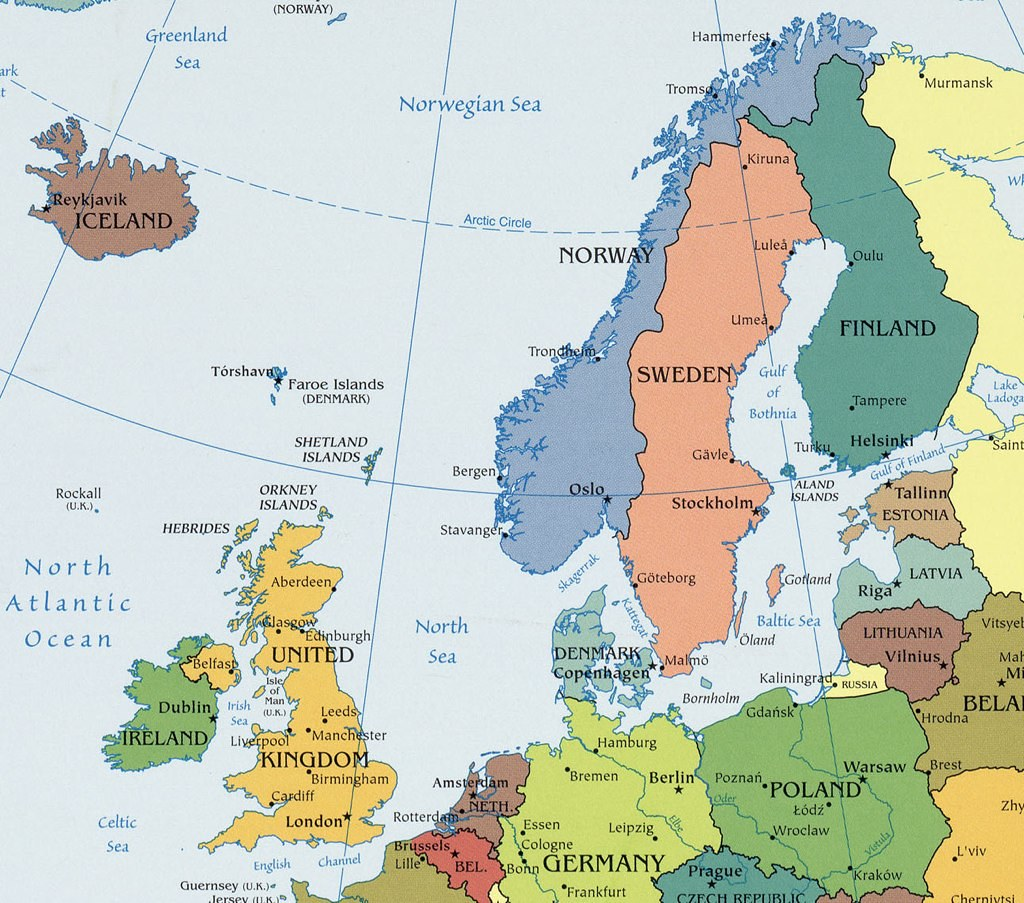 (NORWAY)
Greenland
Sea
Hammerfest
Tromsø
Murmansk
Norwegian Sea
Kiruna
Reykjavik
ICELAND
Arctic Circle
NORWAY
Luleå
Oulu
Umeå
FINLAND
Trondheim
SWEDEN
Tórshavn
Faroe Islands
(DENMARK)
Gulf
of
Bothnia
Tampere
Lake
Ladoga
SHETLAND
ISLANDS
Turku
Helsinki
Gulf of Finland
Saint
Gävle
Bergen
ALAND
ISLANDS
Oslo
Stockholm
Tallinn
ESTONIA
Rockall
(U.K.)
ORKNEY
ISLANDS
HEBRIDES
Stavanger
North
Atlantic
Ocean
Skagerrak
Göteborg
Gotland
LATVIA
Riga
Aberdeen
Kattegat
Baltic Sea
Öland
Glasgow
Edinburgh
UNITED
North
Sea
DENMARK
Copenhagen
Malmö
LITHUANIA
Vilnius
Belfast
Isle
of
Man
(U.K.)
Bornholm
Kaliningrad
RUSSIA
Dublin
Irish
Sea
Leeds
Gdańsk
Hrodna
IRELAND
Liverpool
Manchester
KINGDOM
Birmingham
Hamburg
Bremen
Berlin
Poznań
POLAND
Warsaw
Brest
Amsterdam
NETH.
Cardiff
London
Rotterdam
Oder
Łódź
Celtic
Sea
Essen
Cologne
Bonn
Leipzig
Elbe
Wroclaw
Vistula
English Channel
Brussels
Lille
BEL.
GERMANY
Prague
L'viv
Kraków
Guernsey (U.K.)
Jersey (U.K.)
Frankfurt
CZECH REPUBLIC
Chernivtsi